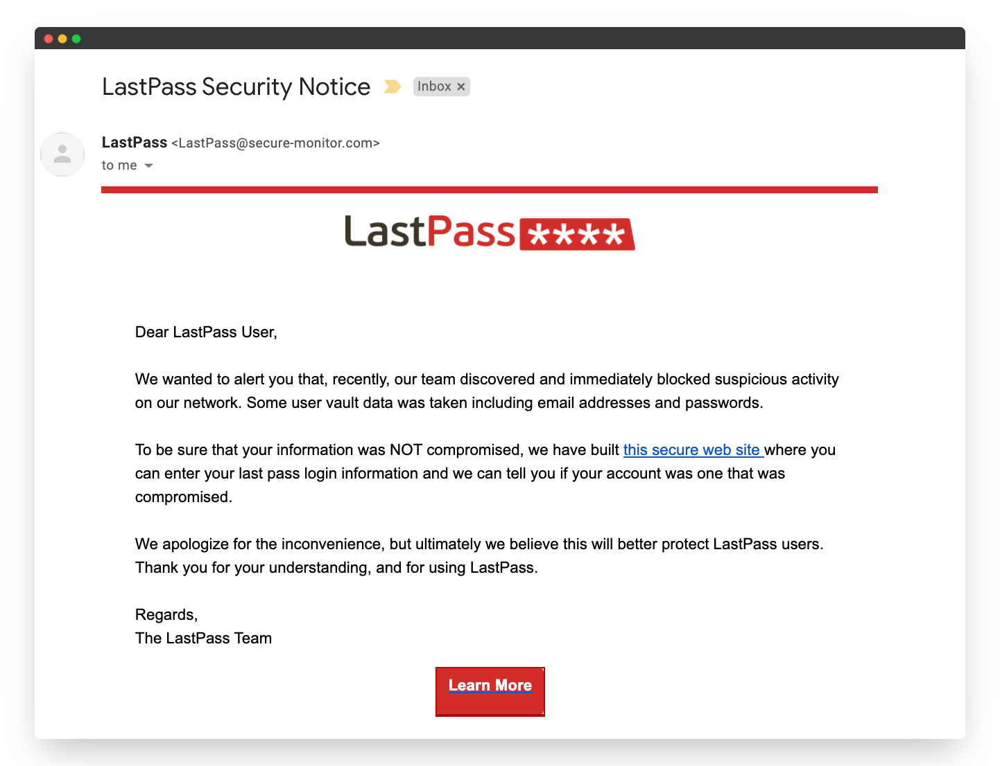 LastPass Security Notice Inbox ×
LastPass <LastPass@secure-monitor.com>
to me
LastPass ****
Dear LastPass User,
We wanted to alert you that, recently, our team discovered and immediately blocked suspicious activity
on our network. Some user vault data was taken including email addresses and passwords.
To be sure that your information was NOT compromised, we have built this secure web site where you
can enter your last pass login information and we can tell you if your account was one that was
compromised.
We apologize for the inconvenience, but ultimately we believe this will better protect LastPass users.
Thank you for your understanding, and for using LastPass.
Regards,
The LastPass Team
Learn More